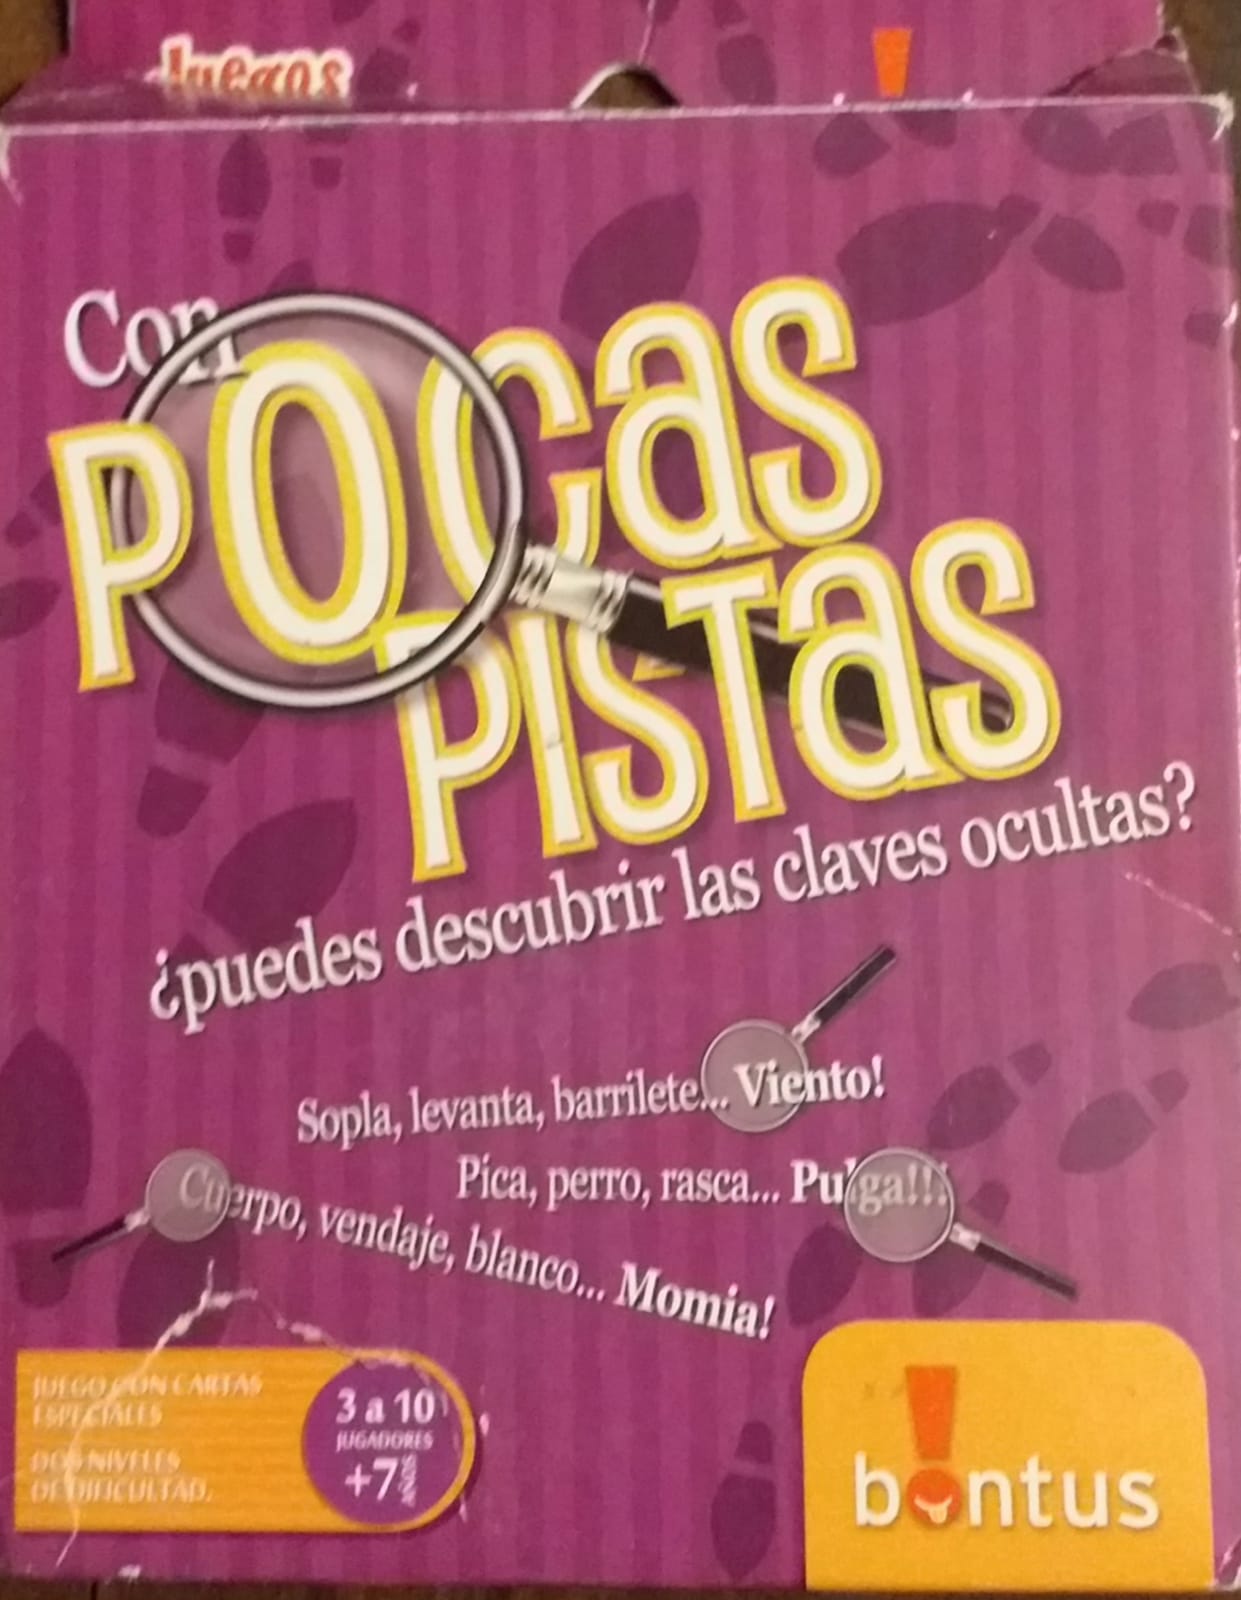 Juegos
Con
POCAS
PISTAS
¿puedes descubrir las claves ocultas?
Sopla, levanta, barrilete... Viento!
Pica, perro, rasca... Pulga!!!
Cuerpo, vendaje, blanco... Momia!
JUEGO CON CARTAS
ESPECIALES
DOS NIVELES
DE DIFICULTAD.
3 a 10
JUGADORES
+7 AÑOS
bontus